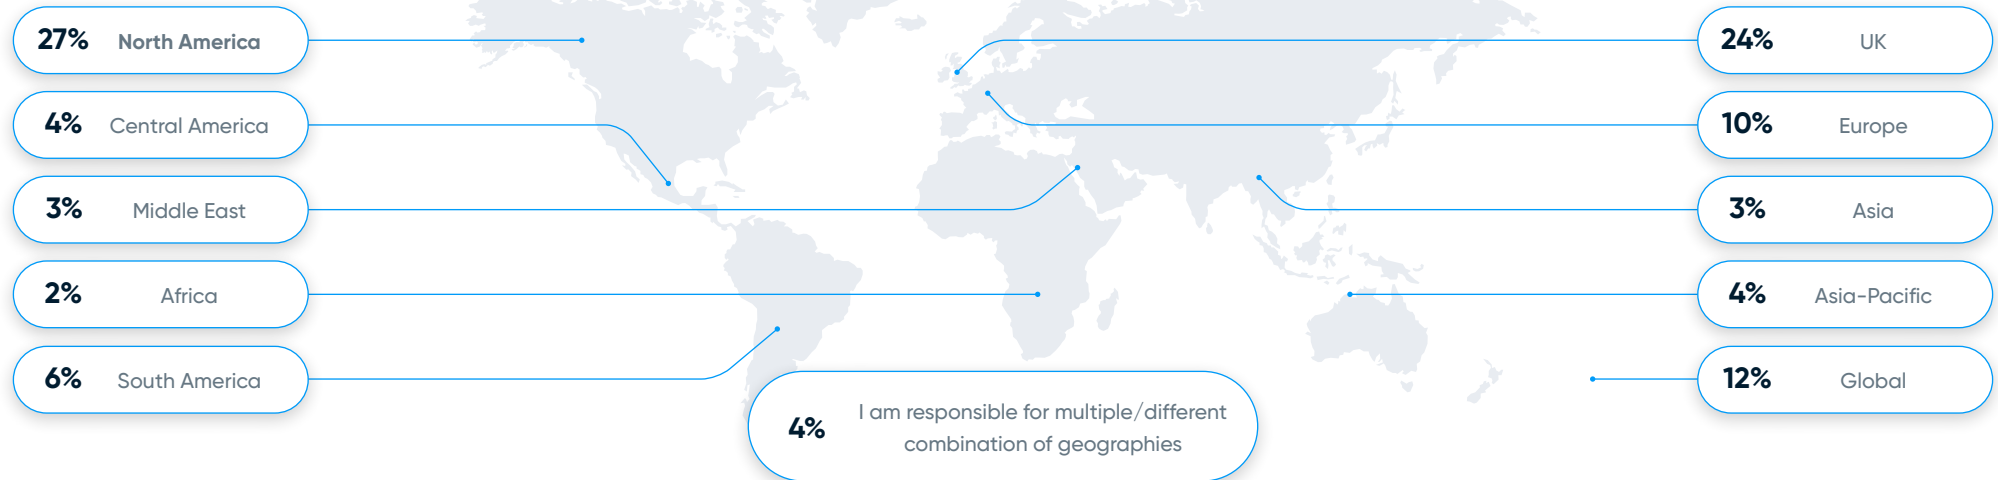 27% North America
4% Central America
3% Middle East
2% Africa
6% South America
24% UK
10% Europe
3% Asia
4% Asia-Pacific
12% Global
4% I am responsible for multiple/different
combination of geographies